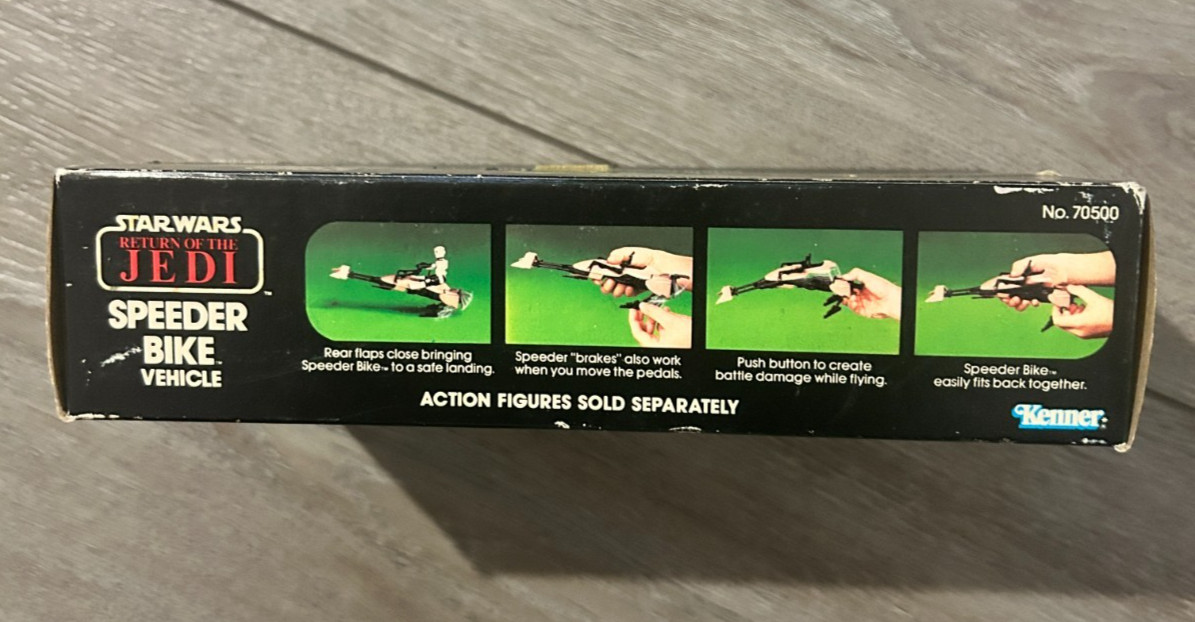 No. 70500
STAR WARS
RETURN OF THE
JEDI
™
SPEEDER
BIKE™
VEHICLE
Rear flaps close bringing
Speeder Bike™ to a safe landing.
Speeder "brakes" also work
when you move the pedals.
Push button to create
battle damage while flying.
Speeder Bike™
easily fits back together.
ACTION FIGURES SOLD SEPARATELY
Kenner